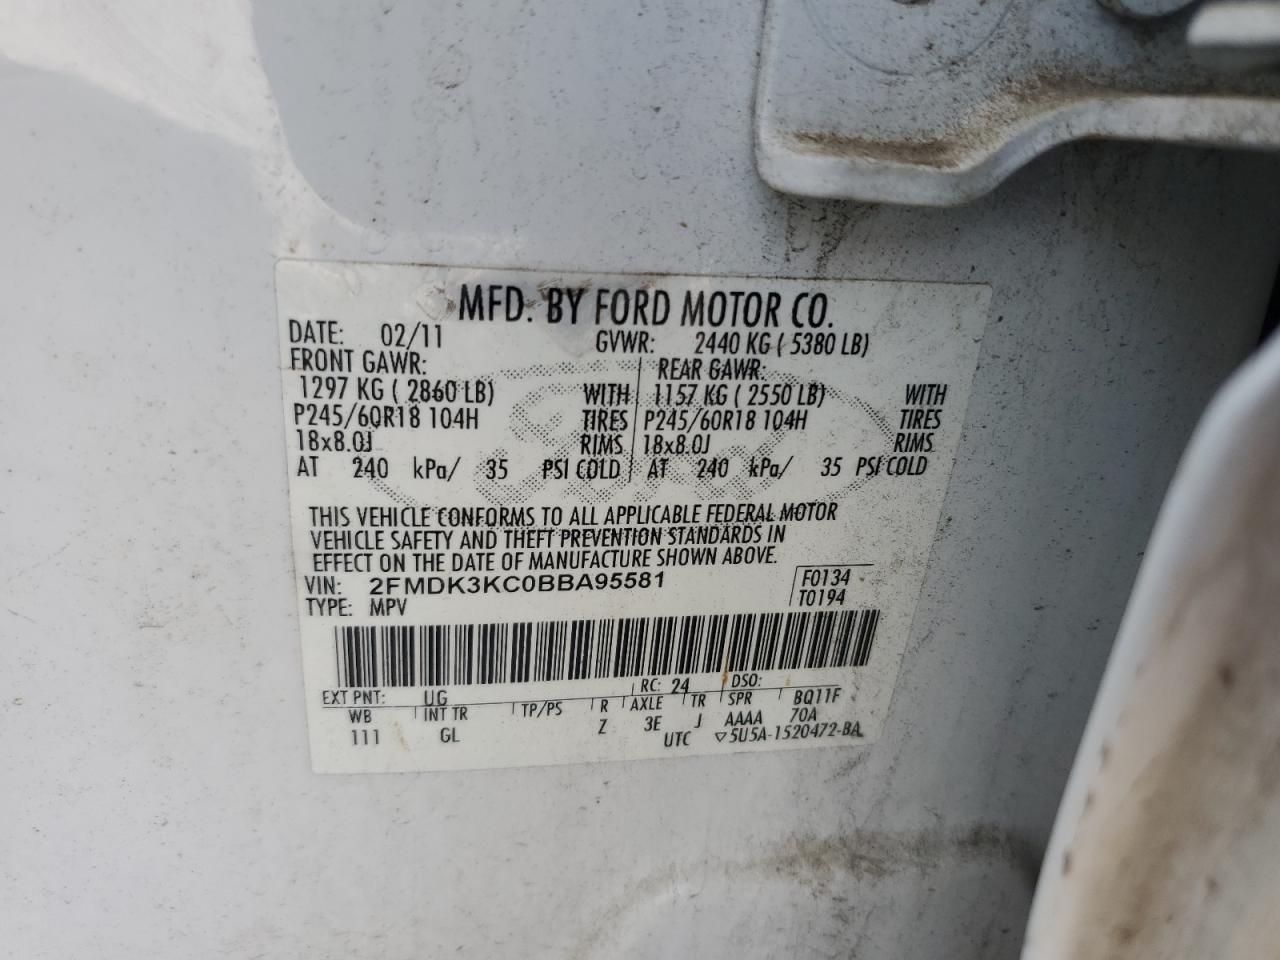 MFD. BY FORD MOTOR CO.
DATE: 02/11 GVWR: 2440 KG ( 5380 LB)
FRONT GAWR: REAR GAWR:
1297 KG ( 2860 LB) WITH 1157 KG ( 2550 LB) WITH
P245/60R18 104H TIRES P245/60R18 104H TIRES
18x8.0J RIMS 18x8.0J RIMS
AT 240 kPa/ 35 PSI COLD AT 240 kPa/ 35 PSI COLD
THIS VEHICLE CONFORMS TO ALL APPLICABLE FEDERAL MOTOR
VEHICLE SAFETY AND THEFT PREVENTION STANDARDS IN
EFFECT ON THE DATE OF MANUFACTURE SHOWN ABOVE.
VIN: 2FMDK3KC0BBA95581 F0134
TYPE: MPV T0194
EXT PNT: UG RC: 24 DSO:
WB INT TR TP/PS R AXLE TR SPR BQ11F
111 GL Z 3E J AAAA 70A
UTC ▽5U5A-1520472-BA